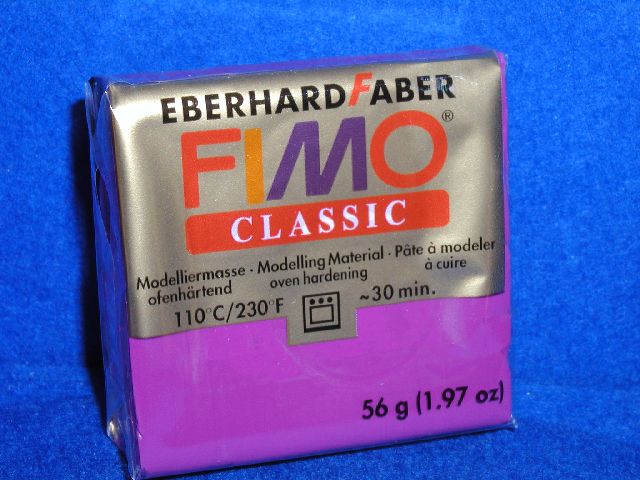 EBERHARDFABER
FIMO®
CLASSIC
Modelliermasse · Modelling Material · Pâte à modeler
ofenhärtend oven hardening à cuire
110°C/230°F ~30 min.
56 g (1.97 oz)